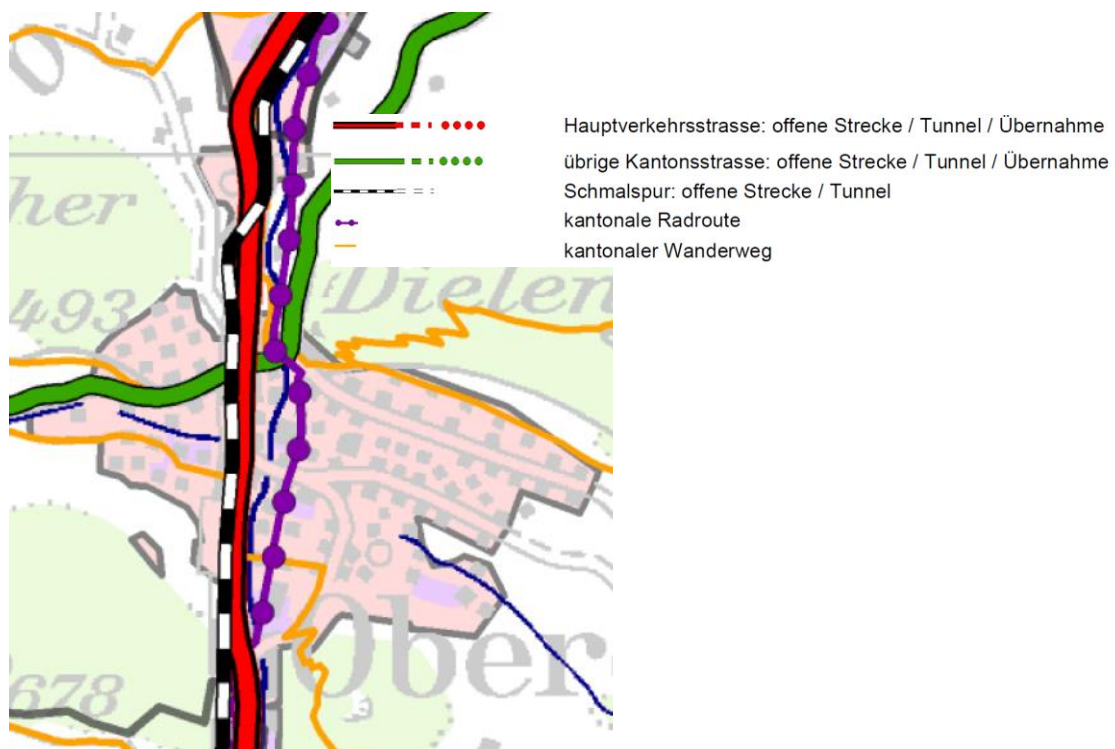 Hauptverkehrsstrasse: offene Strecke / Tunnel / Übernahme
übrige Kantonsstrasse: offene Strecke / Tunnel / Übernahme
Schmalspur: offene Strecke / Tunnel
kantonale Radroute
kantonaler Wanderweg
her
Dielen
493
Ober
678